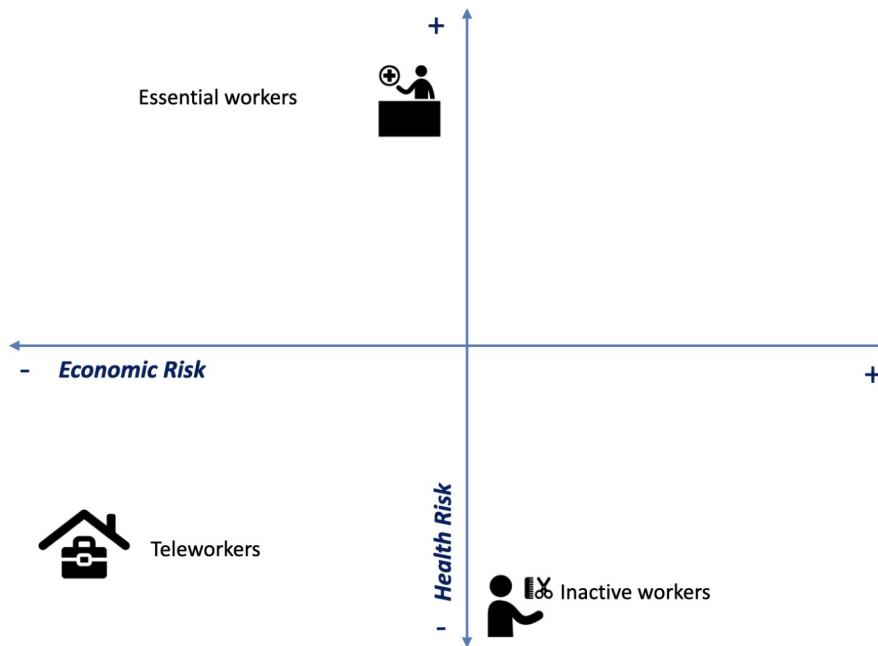 +
Essential workers
- Economic Risk
+
Health Risk
Teleworkers
Inactive workers
-